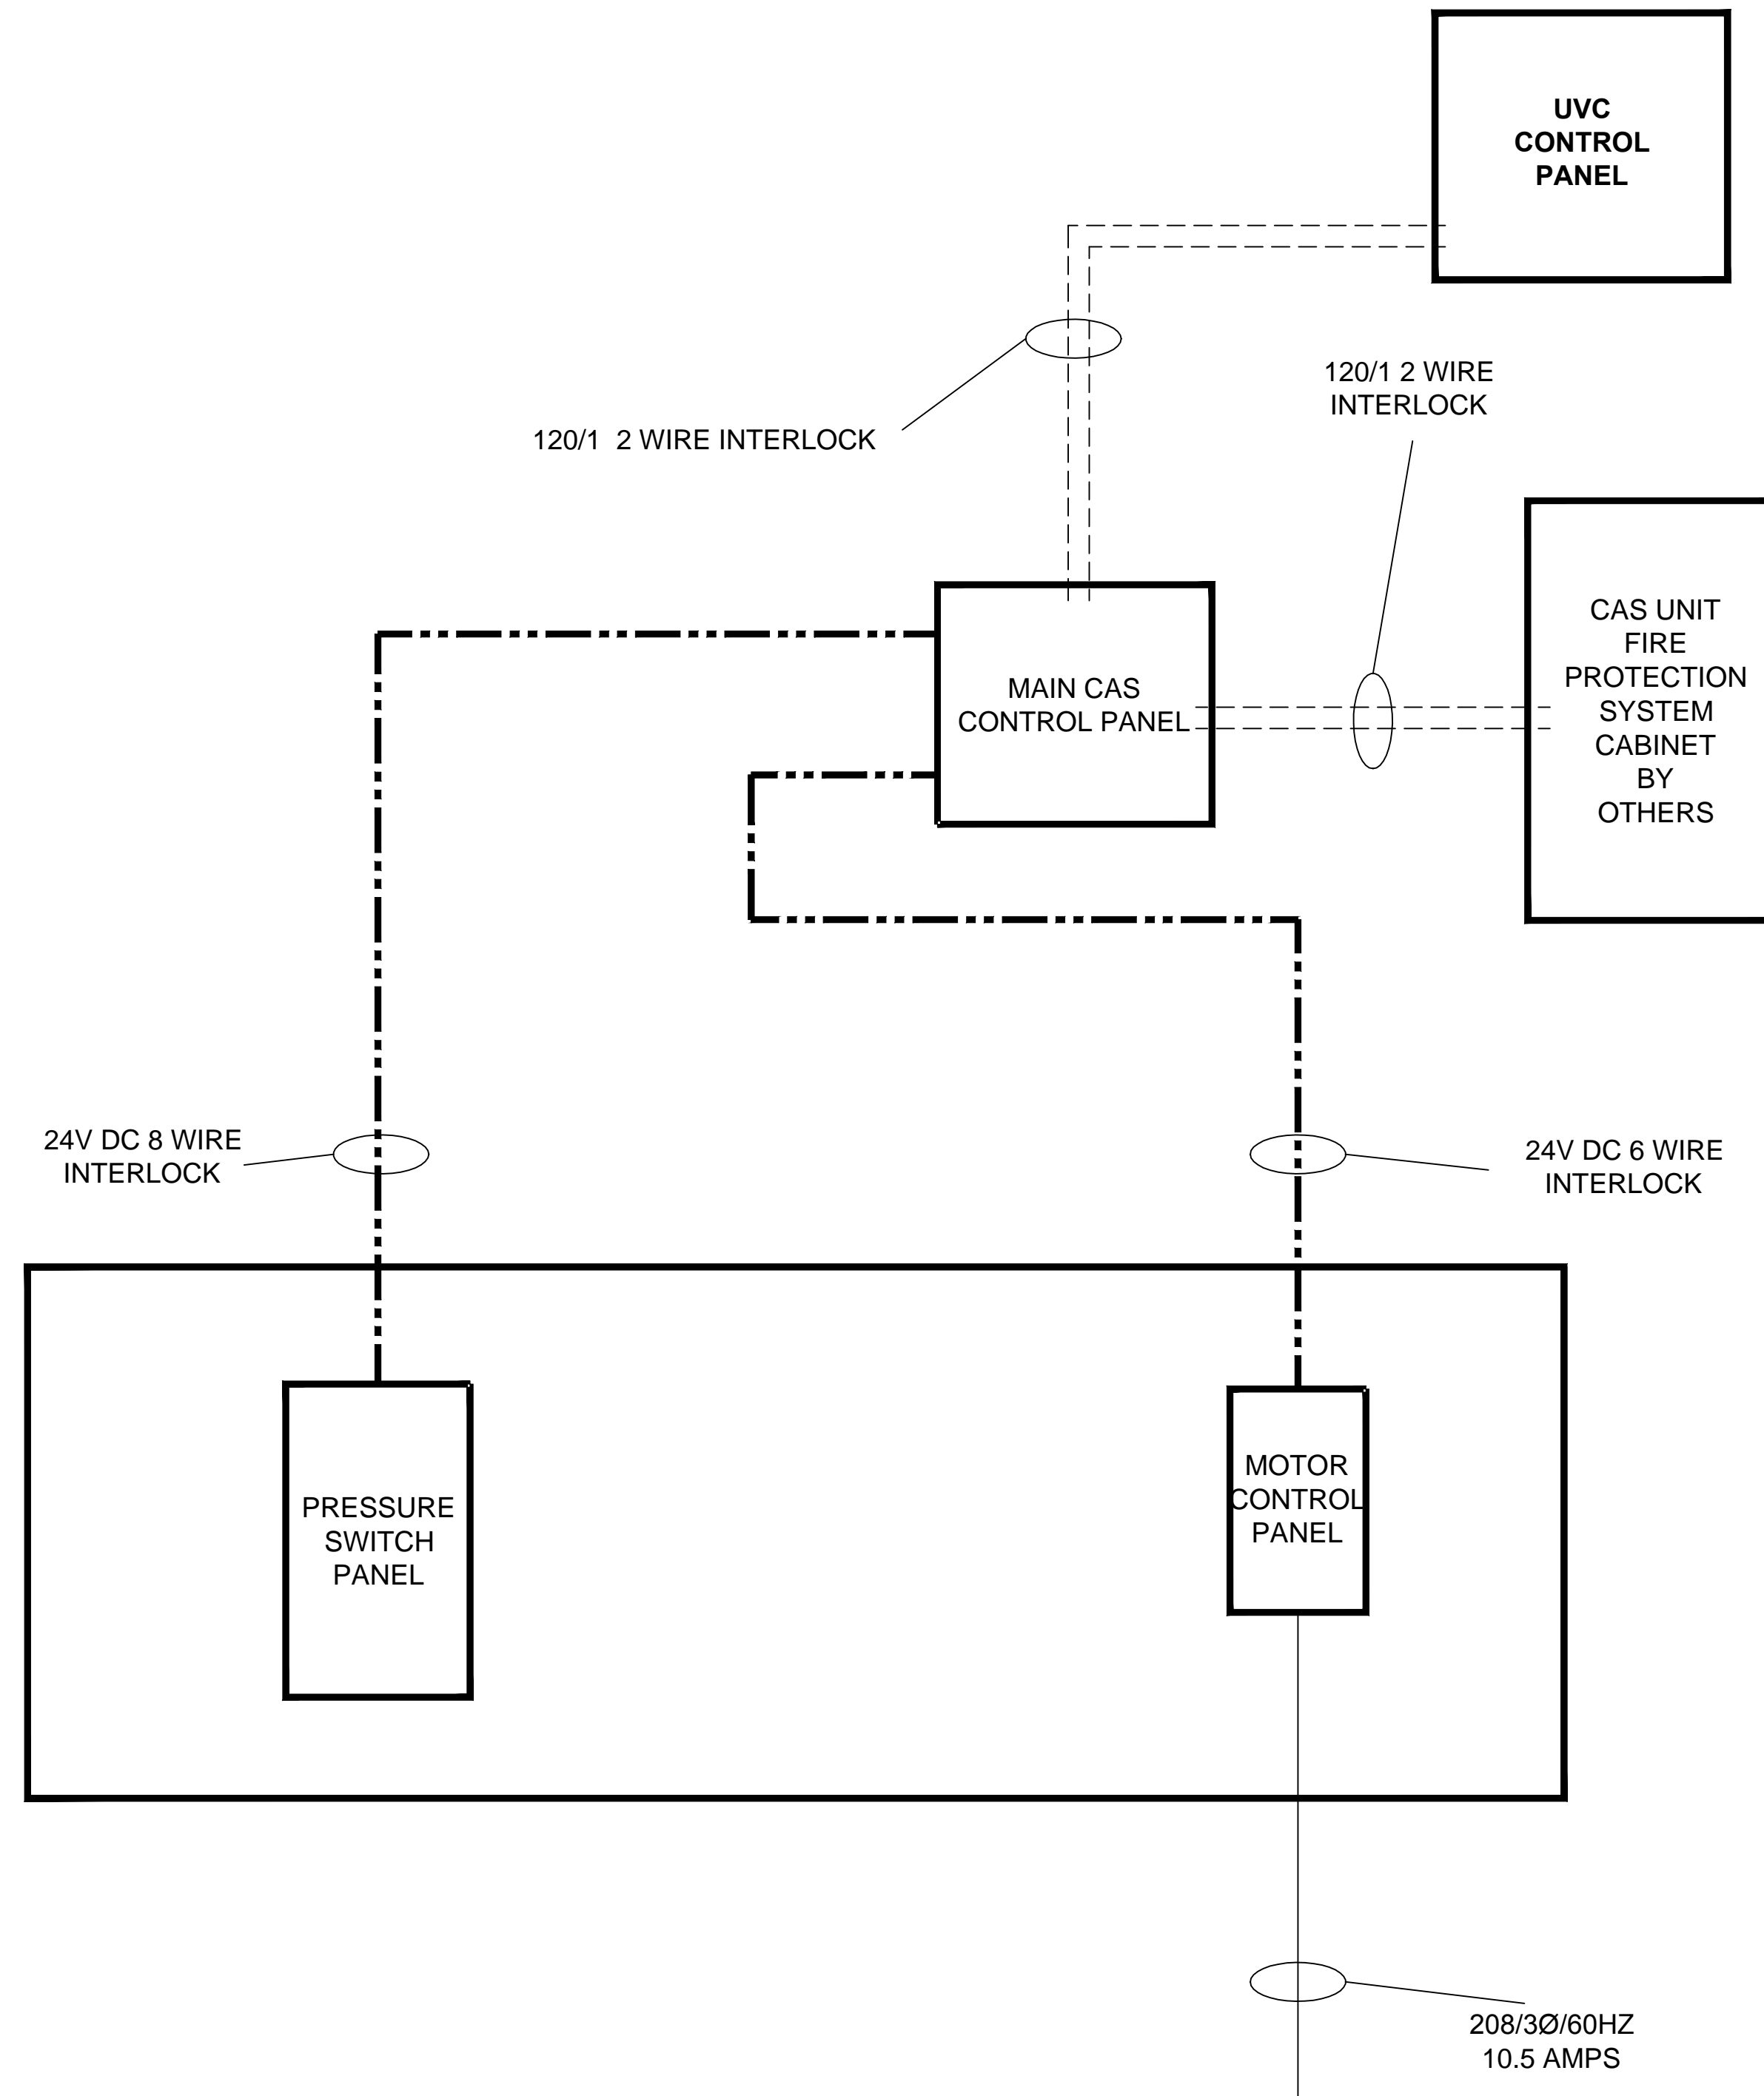 UVC
CONTROL
PANEL
120/1 2 WIRE
INTERLOCK
120/1  2 WIRE INTERLOCK
CAS UNIT
FIRE
PROTECTION
SYSTEM
CABINET
BY
OTHERS
MAIN CAS
CONTROL PANEL
24V DC 8 WIRE
INTERLOCK
24V DC 6 WIRE
INTERLOCK
PRESSURE
SWITCH
PANEL
MOTOR
CONTROL
PANEL
208/3Ø/60HZ
10.5 AMPS